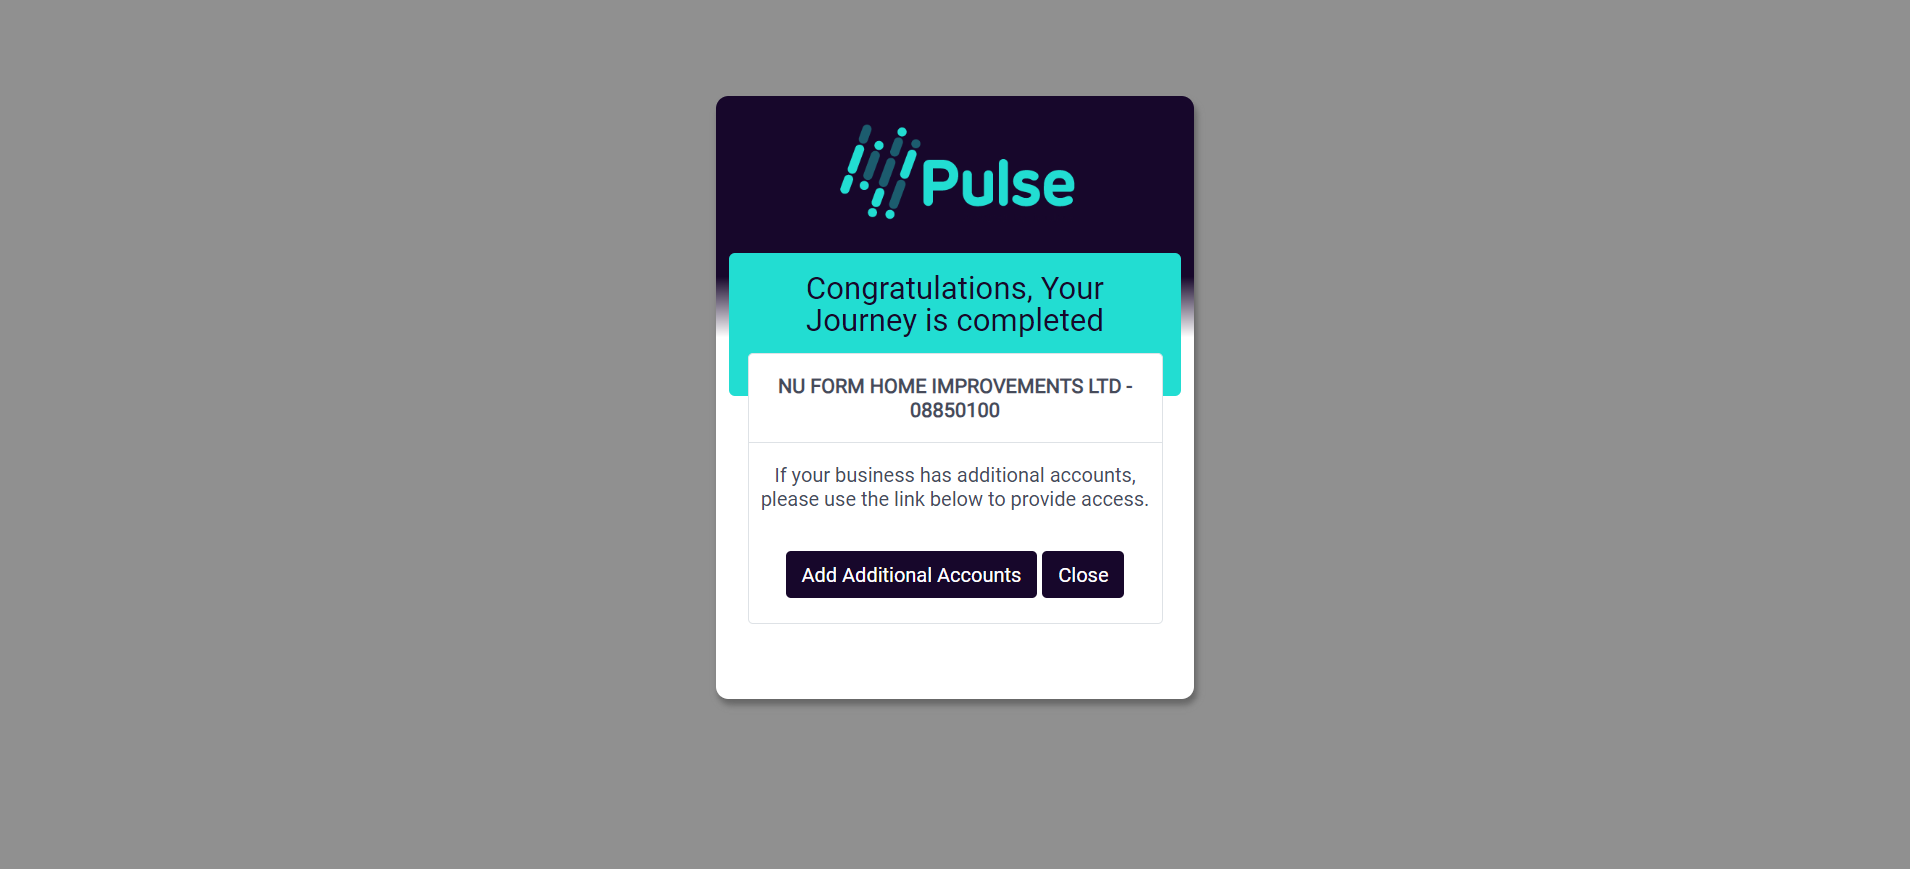 Pulse
Congratulations, Your
Journey is completed
NU FORM HOME IMPROVEMENTS LTD -
08850100
If your business has additional accounts,
please use the link below to provide access.
Add Additional Accounts Close